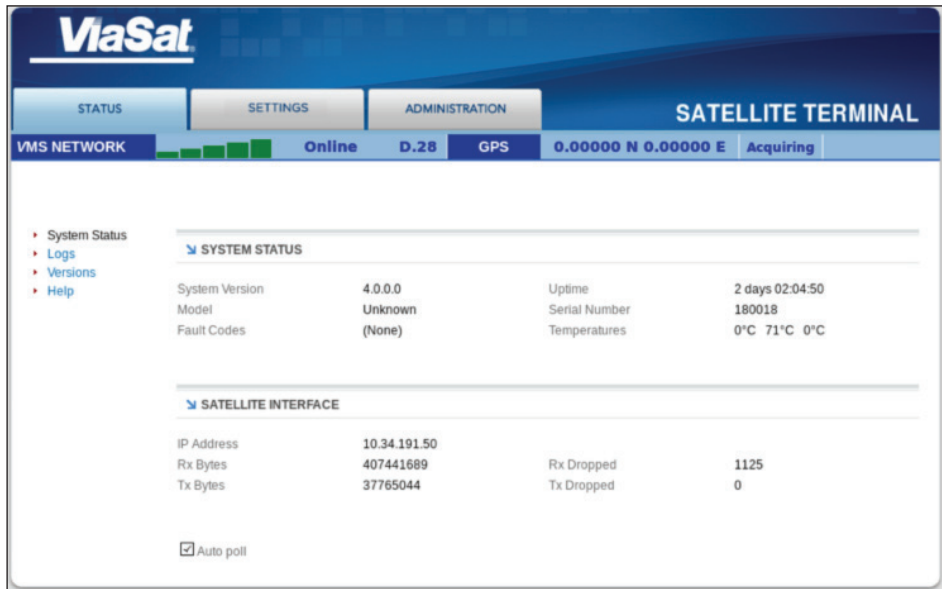 ViaSat
STATUS SETTINGS ADMINISTRATION SATELLITE TERMINAL
VMS NETWORK Online D.28 GPS 0.00000 N 0.00000 E Acquiring
System Status
Logs
Versions
Help
SYSTEM STATUS
System Version 4.0.0.0 Uptime 2 days 02:04:50
Model Unknown Serial Number 180018
Fault Codes (None) Temperatures 0°C 71°C 0°C
SATELLITE INTERFACE
IP Address 10.34.191.50
Rx Bytes 407441689 Rx Dropped 1125
Tx Bytes 37765044 Tx Dropped 0
Auto poll